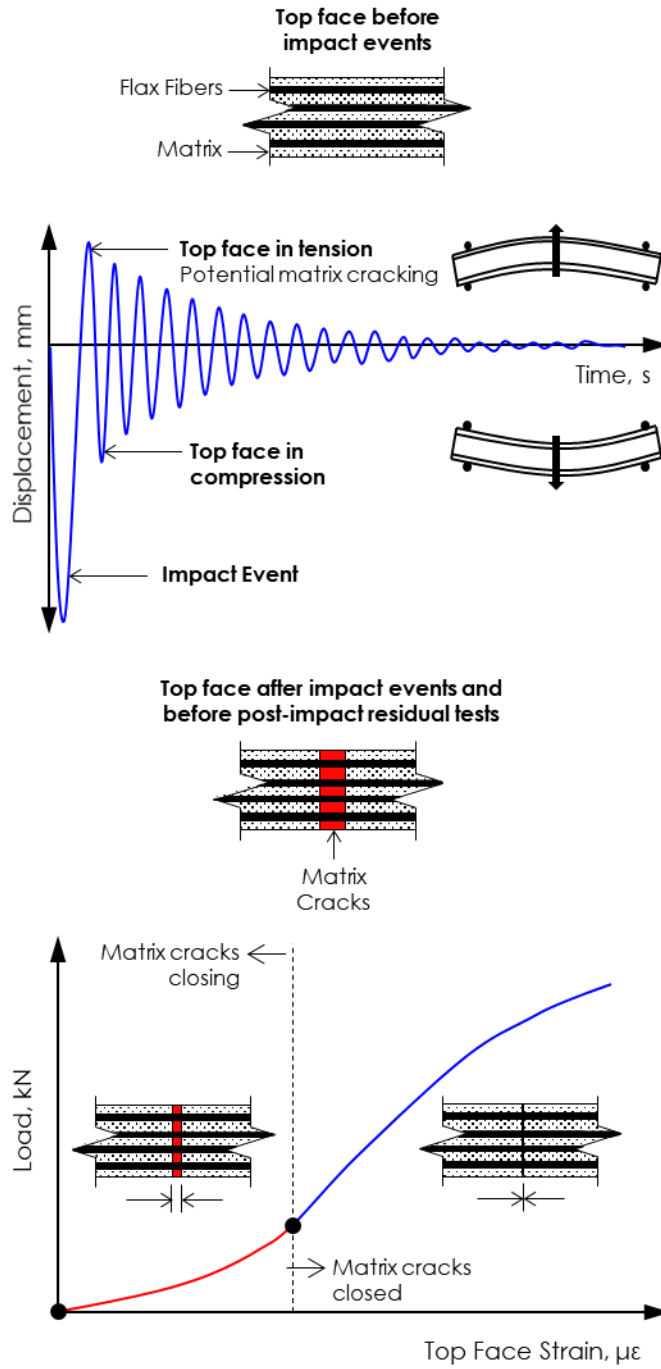 Top face before
impact events
Flax Fibers
Matrix
Top face in tension
Potential matrix cracking
Displacement, mm
Time, s
Top face in
compression
Impact Event
Top face after impact events and
before post-impact residual tests
Matrix
Cracks
Matrix cracks
closing
Load, kN
Matrix cracks
closed
Top Face Strain, με